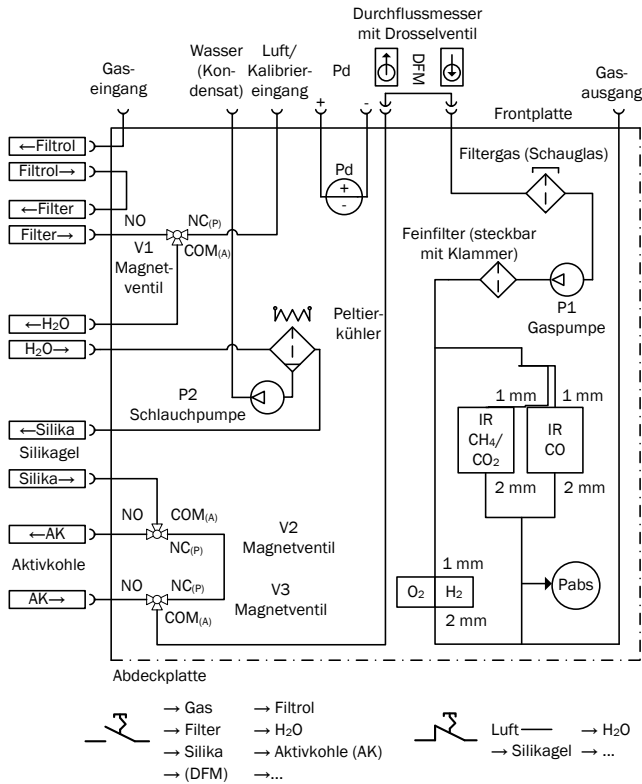 Durchflussmesser
mit Drosselventil
DFM
Wasser
(Kon-
densat)
Luft/
Kalibrier-
eingang
Pd
+
-
Gas-
eingang
Gas-
ausgang
Frontplatte
←Filtrol
Filtrol→
←Filter
Filter→
NO
NC(P)
COM(A)
V1
Magnet-
ventil
Pd
+
-
Filtergas (Schauglas)
Feinfilter (steckbar
mit Klammer)
P1
Gaspumpe
←H2O
H2O→
Peltier-
kühler
P2
Schlauchpumpe
←Silika
Silikagel
Silika→
1 mm
1 mm
IR
CH4/
CO2
IR
CO
2 mm
2 mm
NO
COM(A)
NC(P)
V2
Magnetventil
←AK
Aktivkohle
AK→
NO
NC(P)
COM(A)
V3
Magnetventil
1 mm
O2
H2
2 mm
Pabs
Abdeckplatte
→ Gas → Filtrol
→ Filter → H2O
→ Silika → Aktivkohle (AK)
→ (DFM) →...
Luft → H2O
→ Silikagel → ...